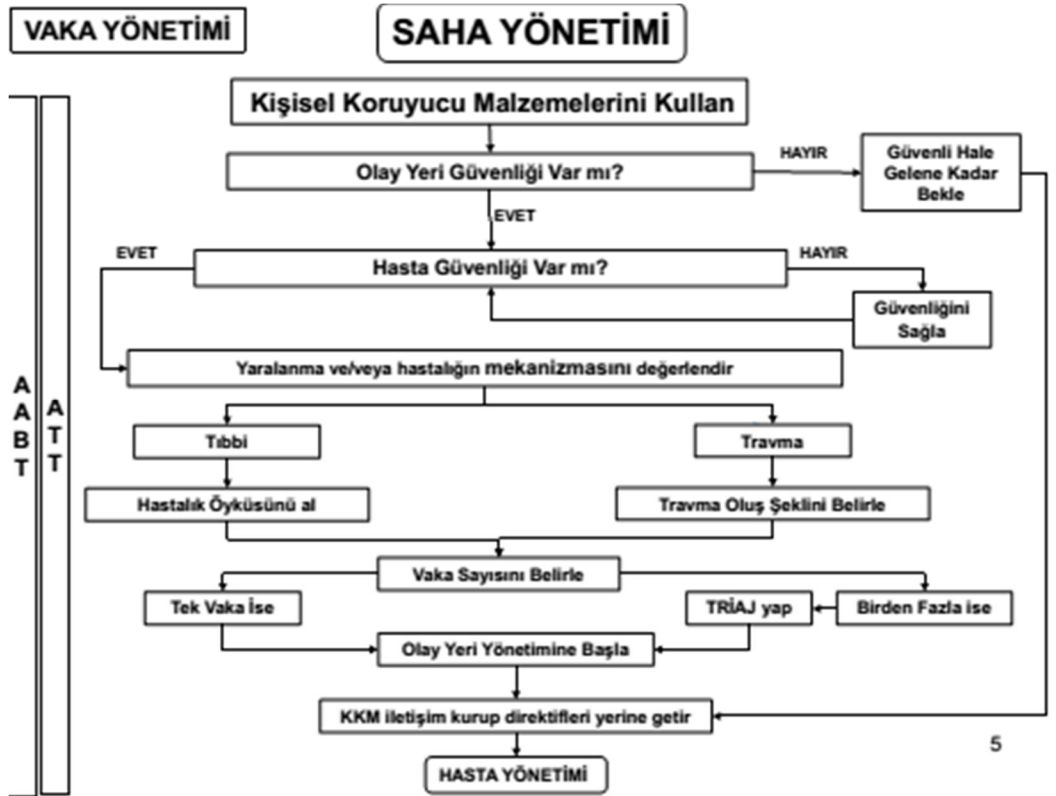 VAKA YÖNETİMİ
SAHA YÖNETİMİ
Kişisel Koruyucu Malzemelerini Kullan
Olay Yeri Güvenliği Var mı?
HAYIR
Güvenli Hale
Gelene Kadar
Bekle
EVET
EVET
Hasta Güvenliği Var mı?
HAYIR
Güvenliğini
Sağla
Yaralanma ve/veya hastalığın mekanizmasını değerlendir
AABT
ATT
Tıbbi
Travma
Hastalık Öyküsünü al
Travma Oluş Şeklini Belirle
Vaka Sayısını Belirle
Tek Vaka İse
TRİAJ yap
Birden Fazla ise
Olay Yeri Yönetimine Başla
KKM iletişim kurup direktifleri yerine getir
5
HASTA YÖNETİMİ